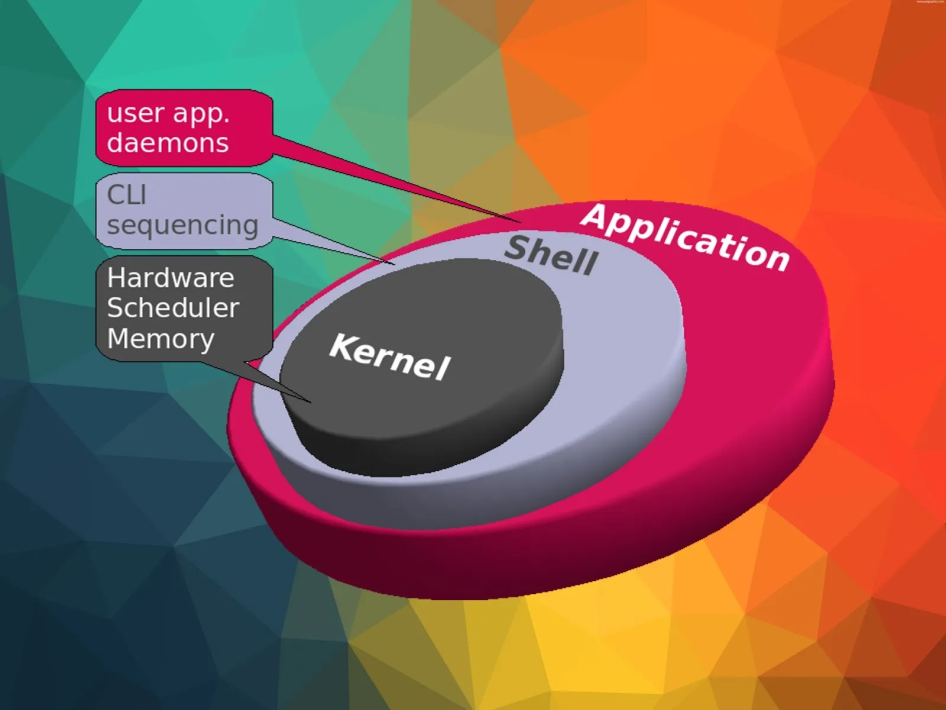 user app.
daemons
CLI
sequencing
Hardware
Scheduler
Memory
Application
Shell
Kernel